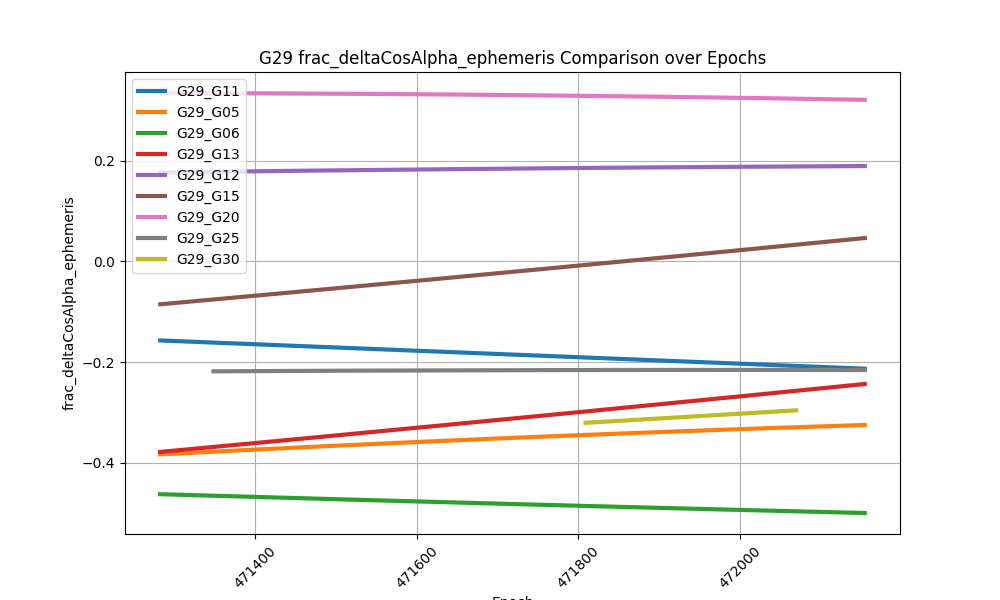 G29 frac_deltaCosAlpha_ephemeris Comparison over Epochs
G29_G11
G29_G05
G29_G06
G29_G13
G29_G12
G29_G15
G29_G20
G29_G25
G29_G30
frac_deltaCosAlpha_ephemeris
0.2
0.0
−0.2
−0.4
471400
471600
471800
472000
Epoch